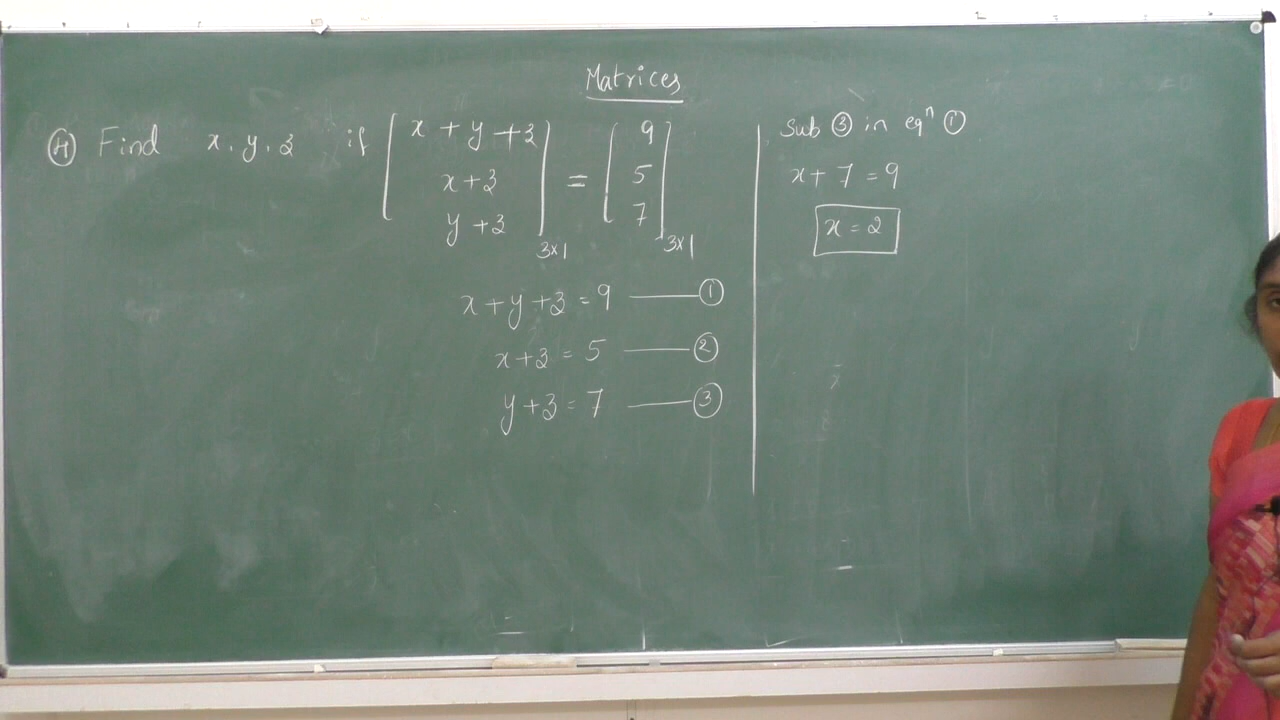 Matrices
(4) Find x, y, z if [ x + y + z = [ 9
x + z 5
y + z ]3x1 7 ]3x1
x + y + z = 9 —— ①
x + z = 5 —— ②
y + z = 7 —— ③
Sub ③ in eqⁿ ①
x + 7 = 9
x = 2